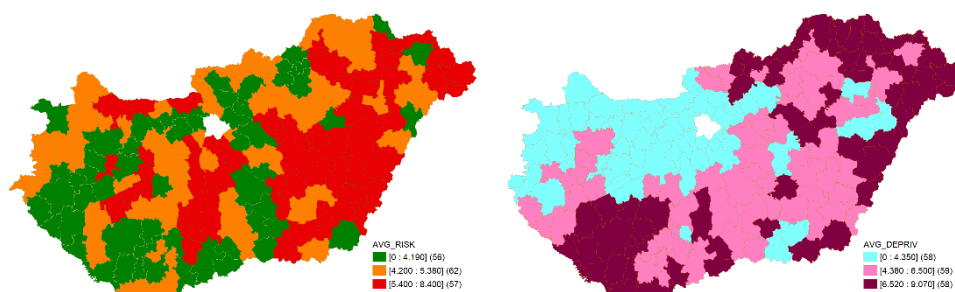 AVG_RISK
[0 : 4.190] (56)
[4.200 : 5.380] (62)
[5.400 : 8.400] (57)
AVG_DEPRIV
[0 : 4.350] (58)
[4.380 : 6.500] (59)
[6.520 : 9.070] (58)